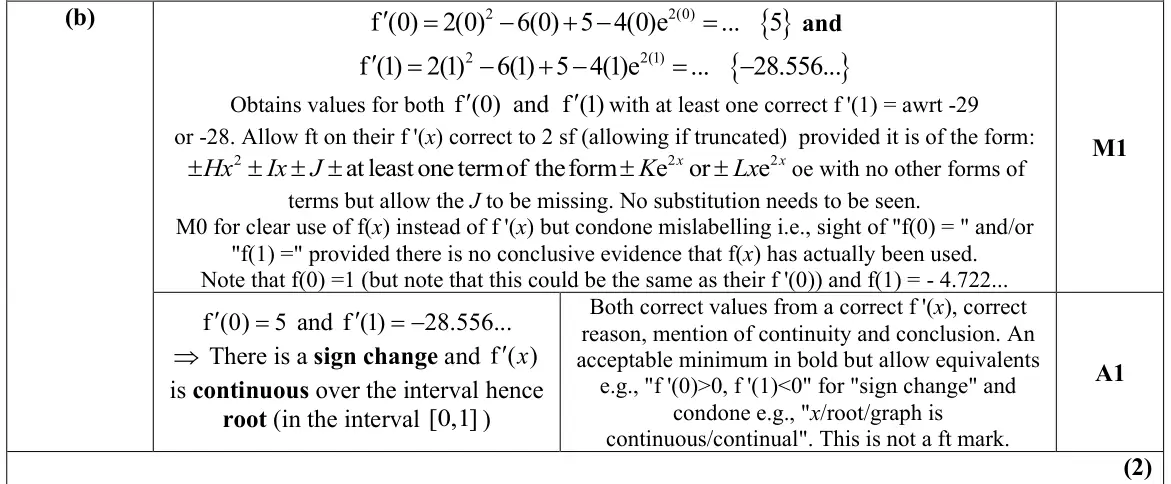 (b)
f′(0) = 2(0)² − 6(0) + 5 − 4(0)e²⁽⁰⁾ = ... {5} and
f′(1) = 2(1)² − 6(1) + 5 − 4(1)e²⁽¹⁾ = ... {−28.556...}
Obtains values for both f′(0) and f′(1) with at least one correct f '(1) = awrt -29
or -28. Allow ft on their f '(x) correct to 2 sf (allowing if truncated) provided it is of the form:
±Hx² ± Ix ± J ± at least one term of the form ± Ke²ˣ or ± Lxe²ˣ oe with no other forms of
terms but allow the J to be missing. No substitution needs to be seen.
M0 for clear use of f(x) instead of f '(x) but condone mislabelling i.e., sight of "f(0) = " and/or
"f(1) =" provided there is no conclusive evidence that f(x) has actually been used.
Note that f(0) =1 (but note that this could be the same as their f '(0)) and f(1) = - 4.722...
M1
f′(0) = 5 and f′(1) = −28.556...
⇒ There is a sign change and f′(x)
is continuous over the interval hence
root (in the interval [0,1] )
Both correct values from a correct f '(x), correct
reason, mention of continuity and conclusion. An
acceptable minimum in bold but allow equivalents
e.g., "f '(0)>0, f '(1)<0" for "sign change" and
condone e.g., "x/root/graph is
continuous/continual". This is not a ft mark.
A1
(2)